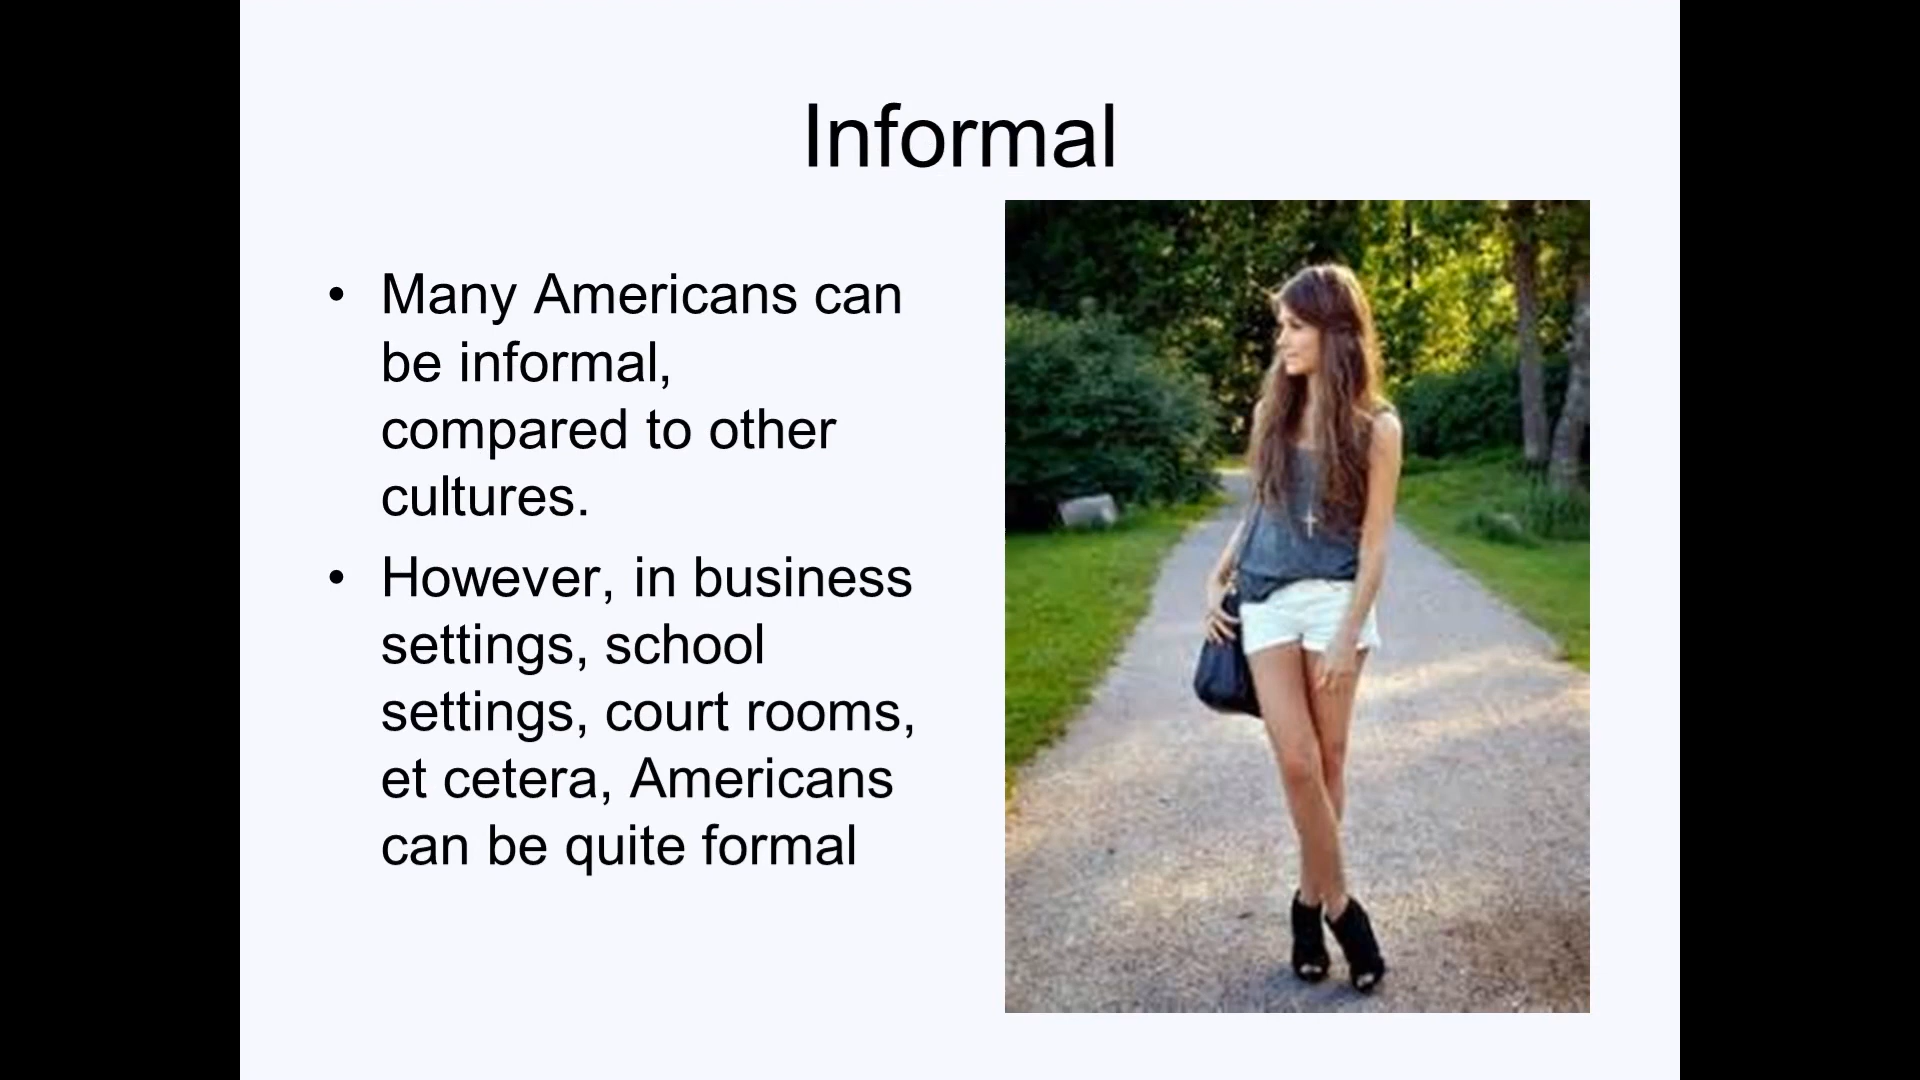 Informal
• Many Americans can
be informal,
compared to other
cultures.
• However, in business
settings, school
settings, court rooms,
et cetera, Americans
can be quite formal